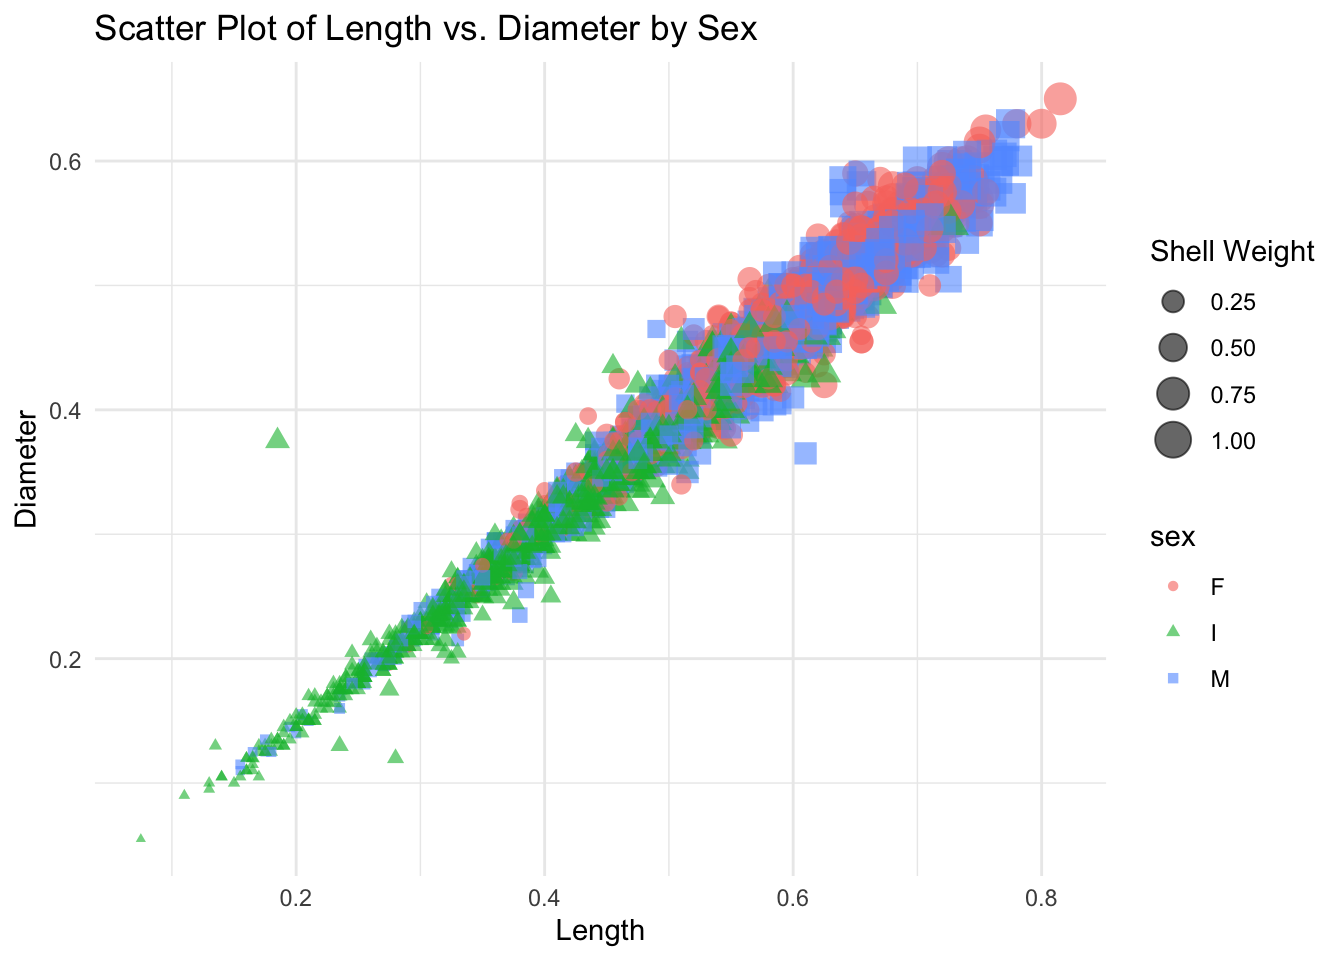 Scatter Plot of Length vs. Diameter by Sex
Diameter
0.6
0.4
0.2
0.2
0.4
0.6
0.8
Length
Shell Weight
0.25
0.50
0.75
1.00
sex
F
I
M